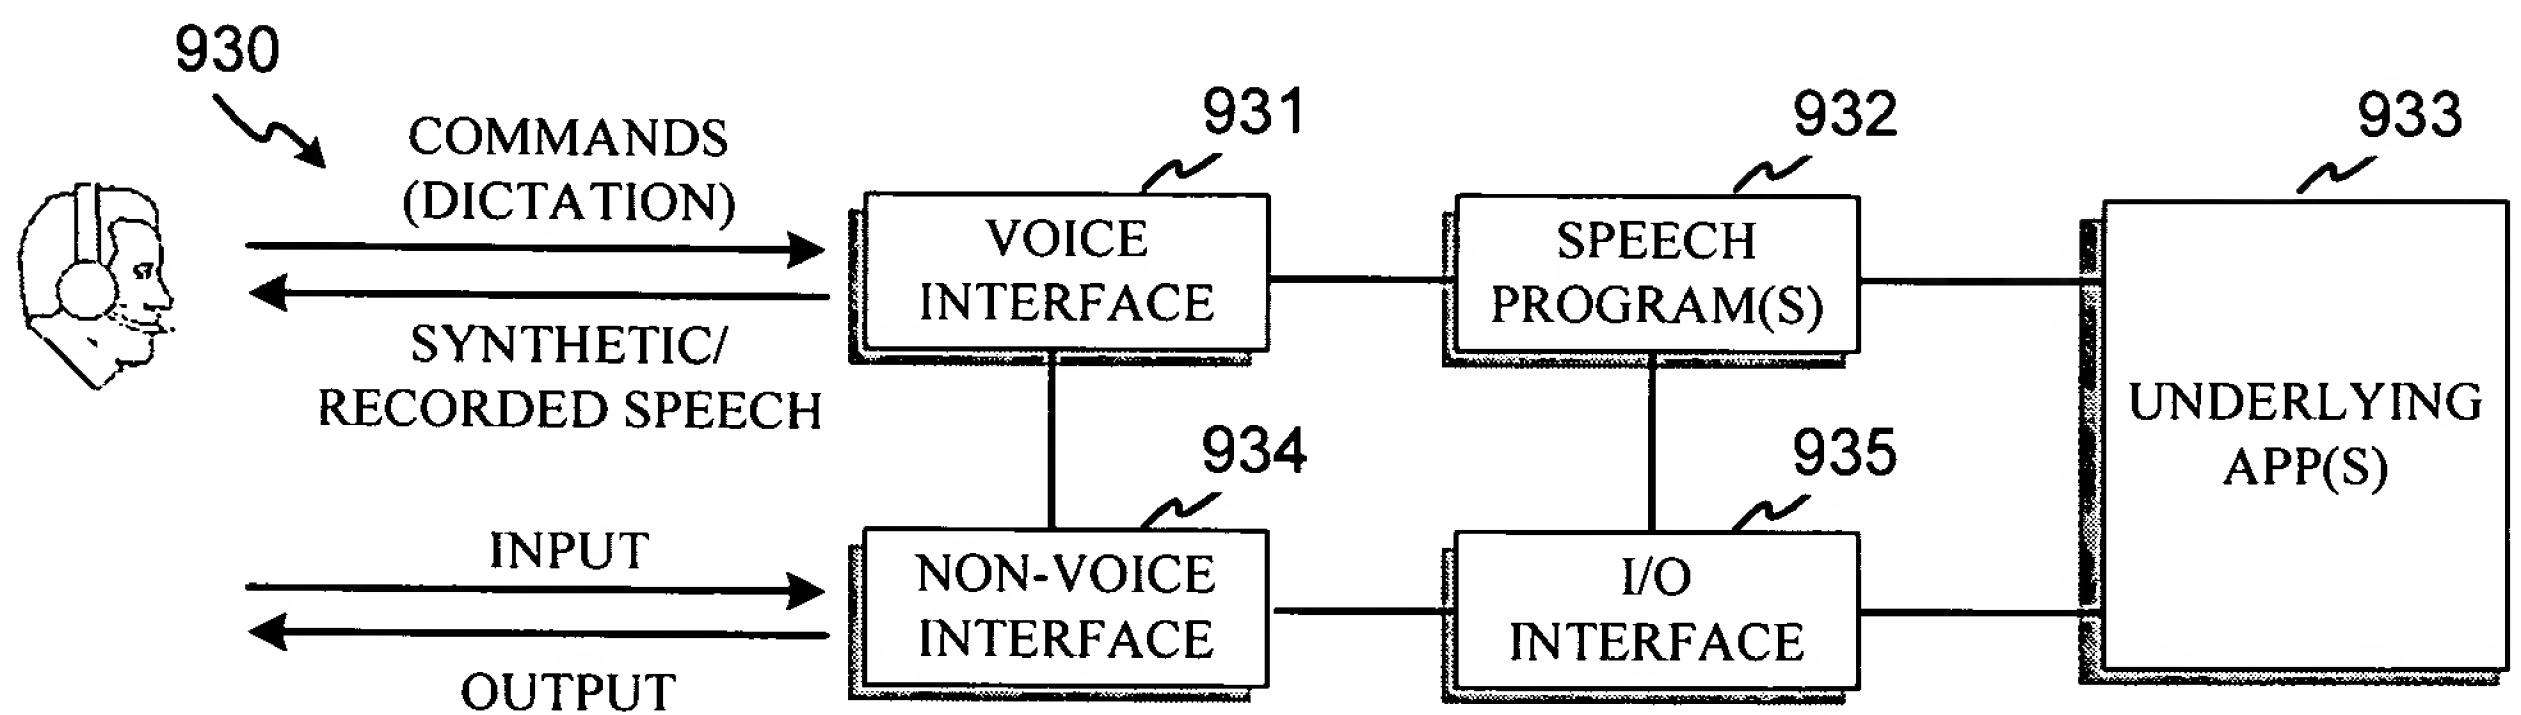 930
COMMANDS
(DICTATION)
SYNTHETIC/
RECORDED SPEECH
931
VOICE
INTERFACE
932
SPEECH
PROGRAM(S)
933
UNDERLYING
APP(S)
INPUT
OUTPUT
934
NON-VOICE
INTERFACE
935
I/O
INTERFACE